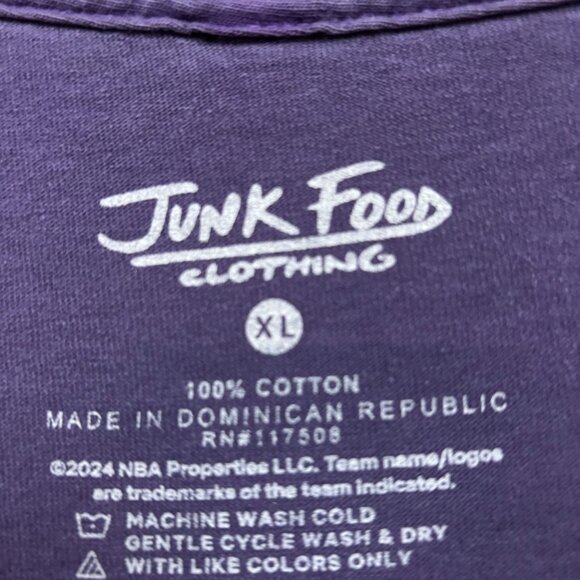 JUNK FOOD
CLOTHING
XL
100% COTTON
MADE IN DOMINICAN REPUBLIC
RN#117508
©2024 NBA Properties LLC. Team name/logos
are trademarks of the team indicated.
MACHINE WASH COLD
GENTLE CYCLE WASH & DRY
WITH LIKE COLORS ONLY